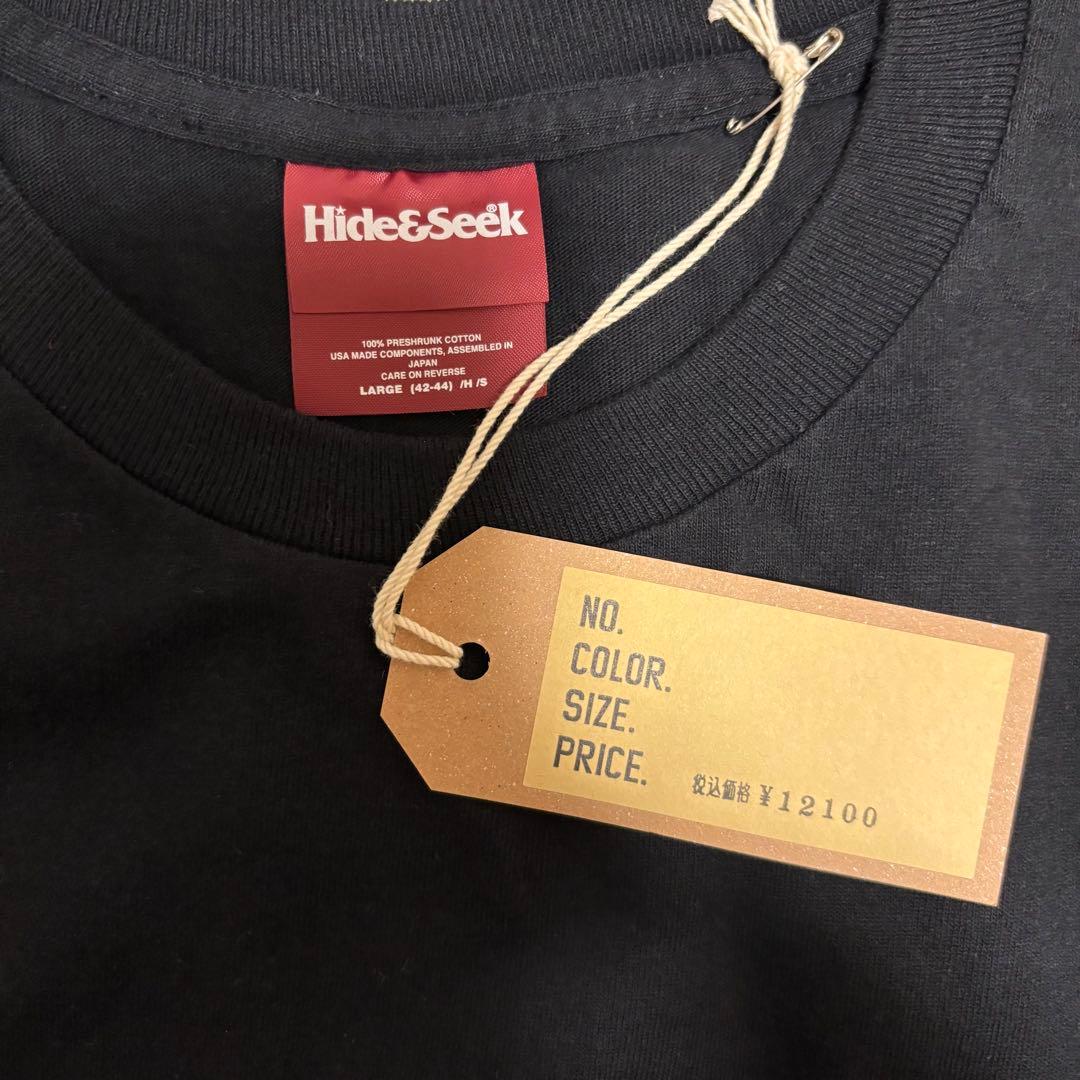 Hide&Seek®
100% PRESHRUNK COTTON
USA MADE COMPONENTS, ASSEMBLED IN
JAPAN
CARE ON REVERSE
LARGE (42-44) /H /S
NO.
COLOR.
SIZE.
PRICE. 税込価格 ¥12100